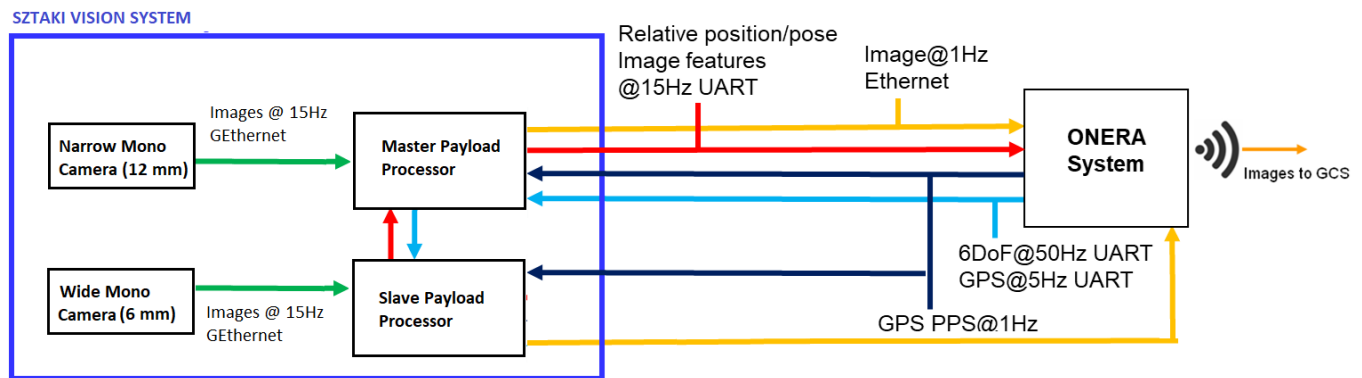 SZTAKI VISION SYSTEM
Relative position/pose
Image features
@15Hz UART
Image@1Hz
Ethernet
Images @ 15Hz
GEthernet
Narrow Mono
Camera (12 mm)
Master Payload
Processor
ONERA
System
Images to GCS
6DoF@50Hz UART
GPS@5Hz UART
Wide Mono
Camera (6 mm)
Images @ 15Hz
GEthernet
Slave Payload
Processor
GPS PPS@1Hz